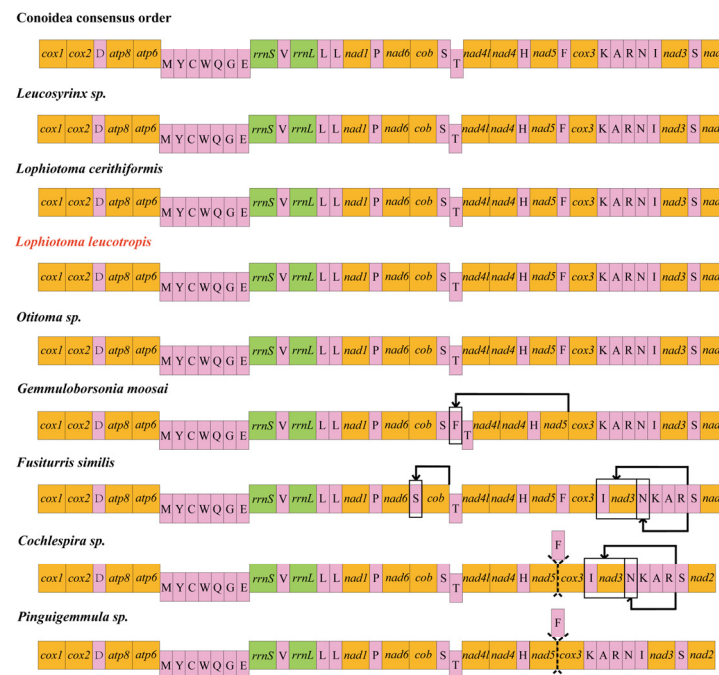 Conoidea consensus order
cox1 cox2 D atp8 atp6 M Y C W Q G E rrnS V rrnL L L nad1 P nad6 cob S T nad4l nad4 H nad5 F cox3 K A R N I nad3 S nad
Leucosyrinx sp.
cox1 cox2 D atp8 atp6 M Y C W Q G E rrnS V rrnL L L nad1 P nad6 cob S T nad4l nad4 H nad5 F cox3 K A R N I nad3 S nad
Lophiotoma cerithiformis
cox1 cox2 D atp8 atp6 M Y C W Q G E rrnS V rrnL L L nad1 P nad6 cob S T nad4l nad4 H nad5 F cox3 K A R N I nad3 S nad
Lophiotoma leucotropis
cox1 cox2 D atp8 atp6 M Y C W Q G E rrnS V rrnL L L nad1 P nad6 cob S T nad4l nad4 H nad5 F cox3 K A R N I nad3 S nad
Otitoma sp.
cox1 cox2 D atp8 atp6 M Y C W Q G E rrnS V rrnL L L nad1 P nad6 cob S T nad4l nad4 H nad5 F cox3 K A R N I nad3 S nad
Gemmuloborsonia moosai
cox1 cox2 D atp8 atp6 M Y C W Q G E rrnS V rrnL L L nad1 P nad6 cob S F T nad4l nad4 H nad5 cox3 K A R N I nad3 S nad
Fusiturris similis
cox1 cox2 D atp8 atp6 M Y C W Q G E rrnS V rrnL L L nad1 P nad6 S cob T nad4l nad4 H nad5 F cox3 I nad3 N K A R S nad
Cochlespira sp.
F
cox1 cox2 D atp8 atp6 M Y C W Q G E rrnS V rrnL L L nad1 P nad6 cob S T nad4l nad4 H nad5 cox3 I nad3 N K A R S nad2
Pinguigemmula sp.
F
cox1 cox2 D atp8 atp6 M Y C W Q G E rrnS V rrnL L L nad1 P nad6 cob S T nad4l nad4 H nad5 cox3 K A R N I nad3 S nad2